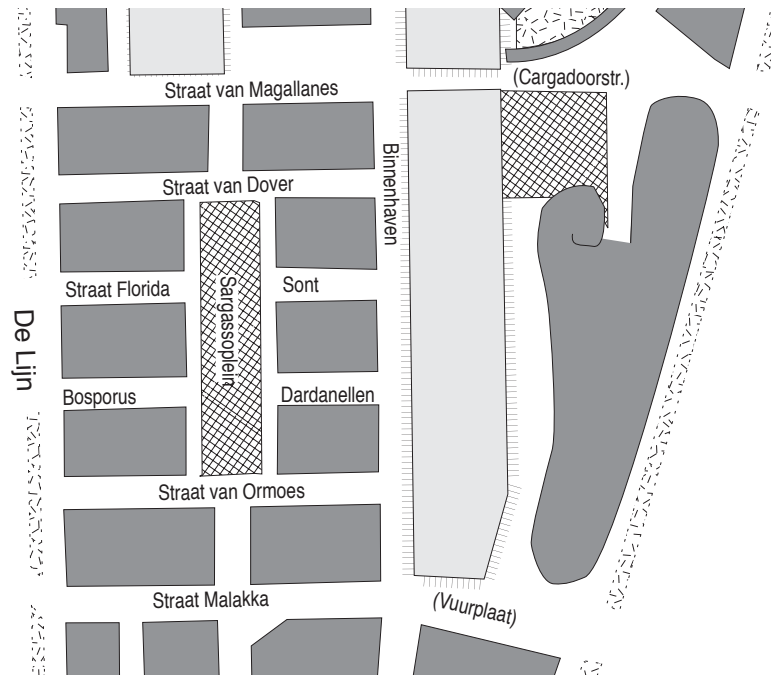 (Cargadoorstr.)
Straat van Magallanes
Binnenhaven
Straat van Dover
Sargassoplein
Straat Florida
Sont
De Lijn
Bosporus
Dardanellen
Straat van Ormoes
Straat Malakka
(Vuurplaat)